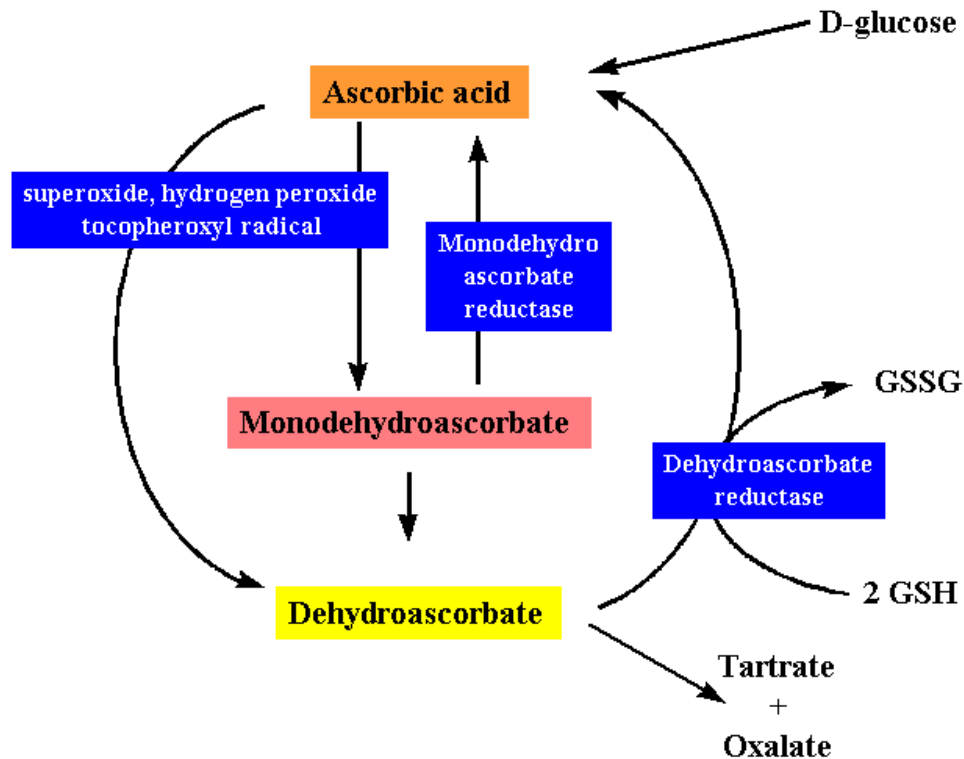 D-glucose
Ascorbic acid
superoxide, hydrogen peroxide
tocopheroxyl radical
Monodehydro
ascorbate
reductase
GSSG
Monodehydroascorbate
Dehydroascorbate
reductase
2 GSH
Dehydroascorbate
Tartrate
+
Oxalate